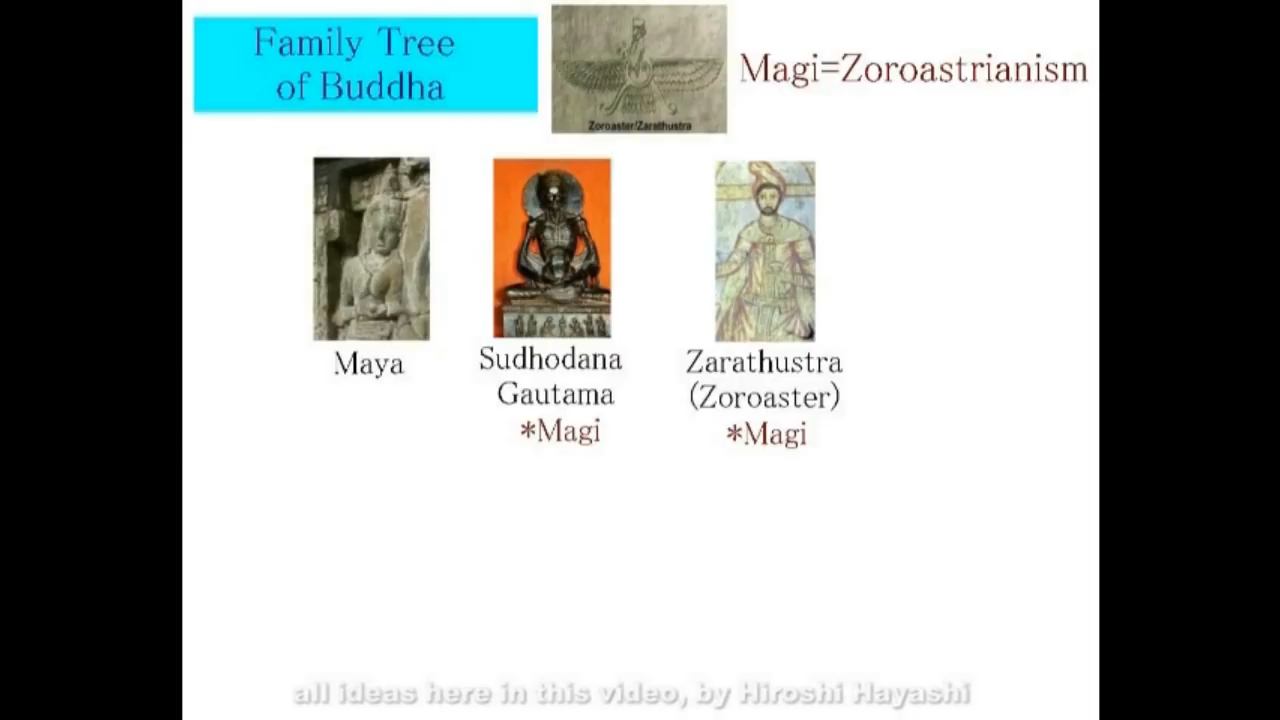 Family Tree
of Buddha
Zoroaster/Zarathustra
Magi=Zoroastrianism
Maya
Sudhodana
Gautama
*Magi
Zarathustra
(Zoroaster)
*Magi
all ideas here in this video, by Hiroshi Hayashi